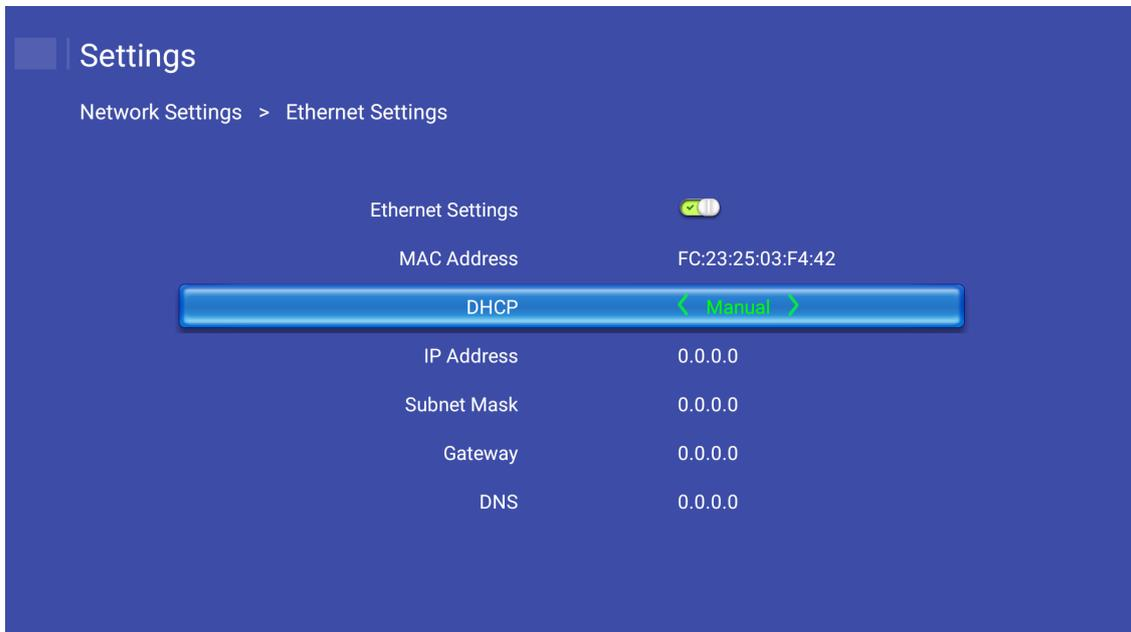 Settings
Network Settings > Ethernet Settings
Ethernet Settings
MAC Address FC:23:25:03:F4:42
DHCP < Manual >
IP Address 0.0.0.0
Subnet Mask 0.0.0.0
Gateway 0.0.0.0
DNS 0.0.0.0